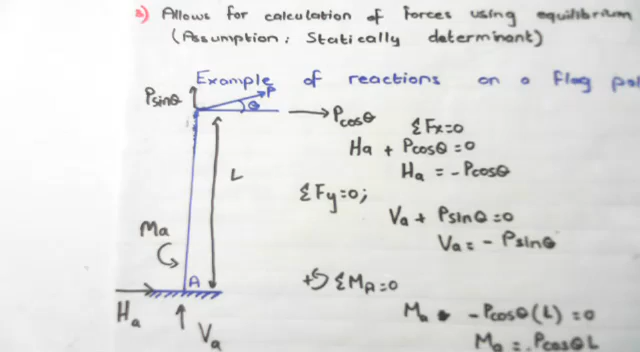 3) Allows for calculation of forces using equilibrium
(Assumption: Statically determinant)
Example of reactions on a flag
Psinθ
P
θ
Pcosθ
ΣFx=0
Ha + Pcosθ=0
Ha = -Pcosθ
L
ΣFy=0;
Va + Psinθ=0
Va= - Psinθ
Ma
A
+↺ ΣMA=0
Ma - Pcosθ(L)=0
Ma = PcosθL
Ha
Va